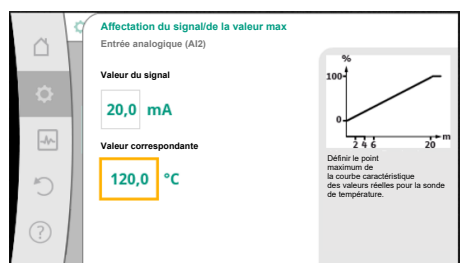 Affectation du signal/de la valeur max
Entrée analogique (AI2)
Valeur du signal
20,0 mA
Valeur correspondante
120,0 °C
%
100
0
2 4 6 20
m
Définir le point
maximum de
la courbe caractéristique
des valeurs réelles pour la sonde
de température.
?